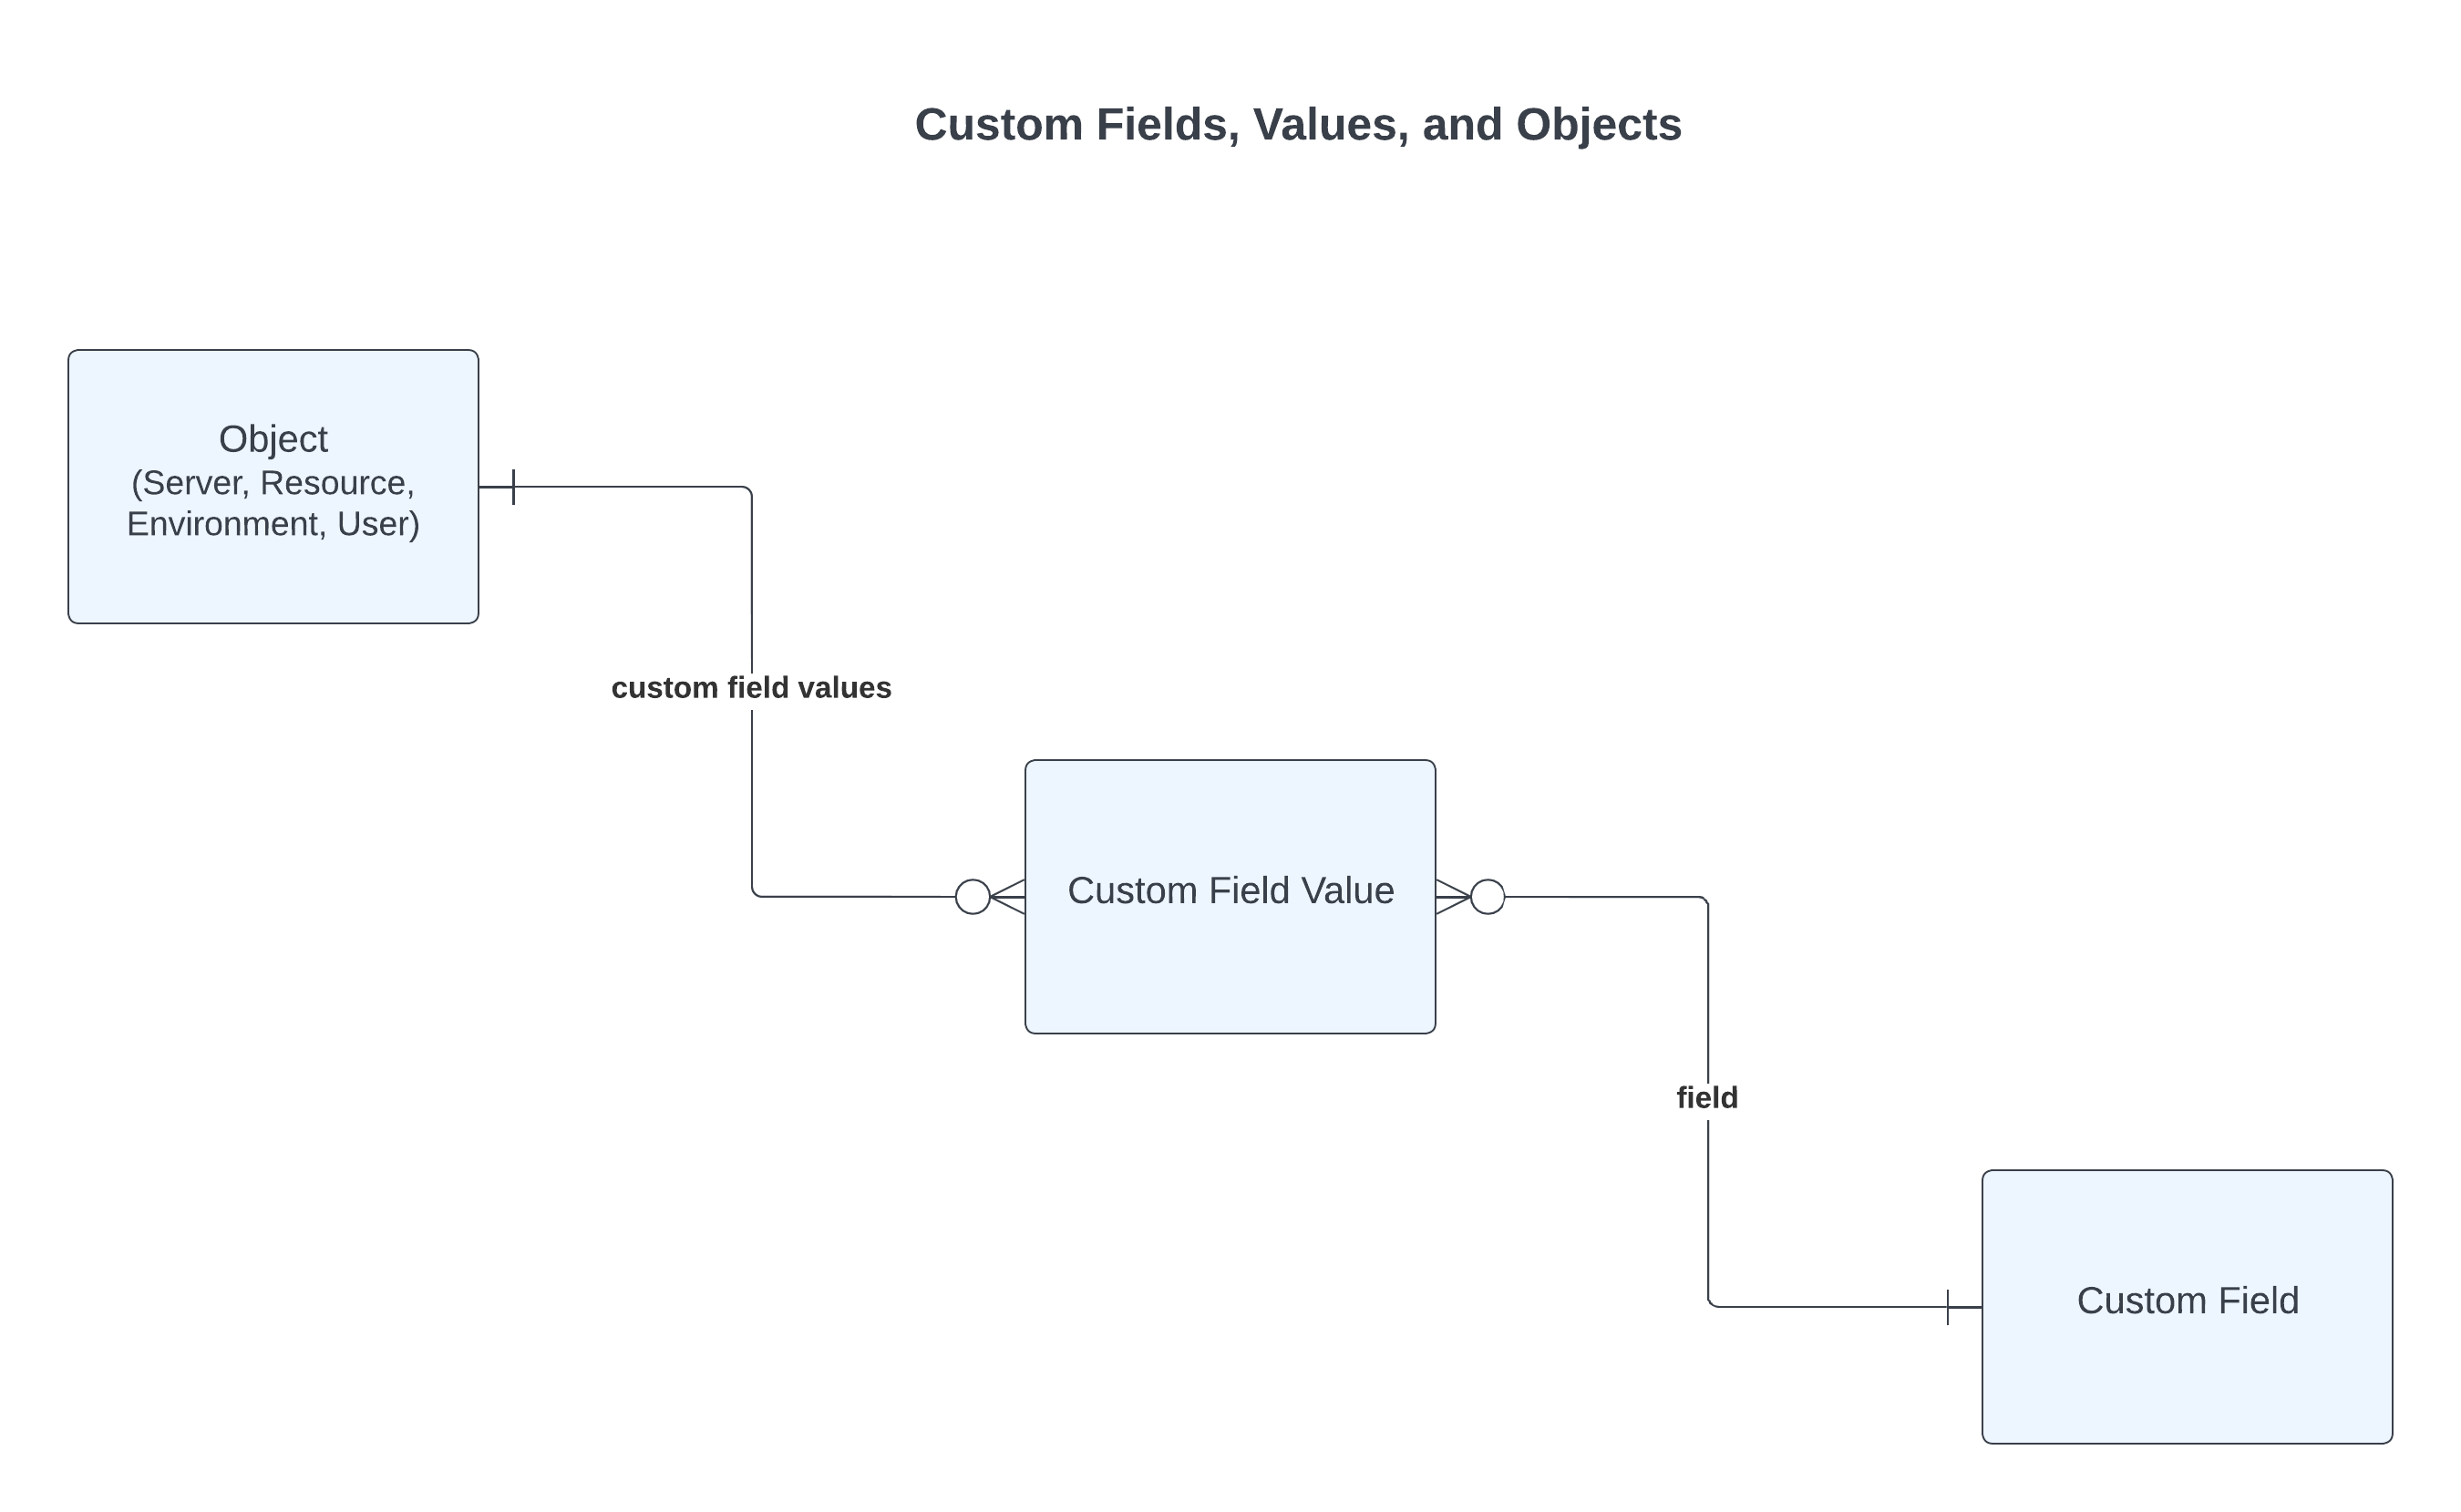 Custom Fields, Values, and Objects
Object
(Server, Resource,
Environment, User)
custom field values
Custom Field Value
field
Custom Field